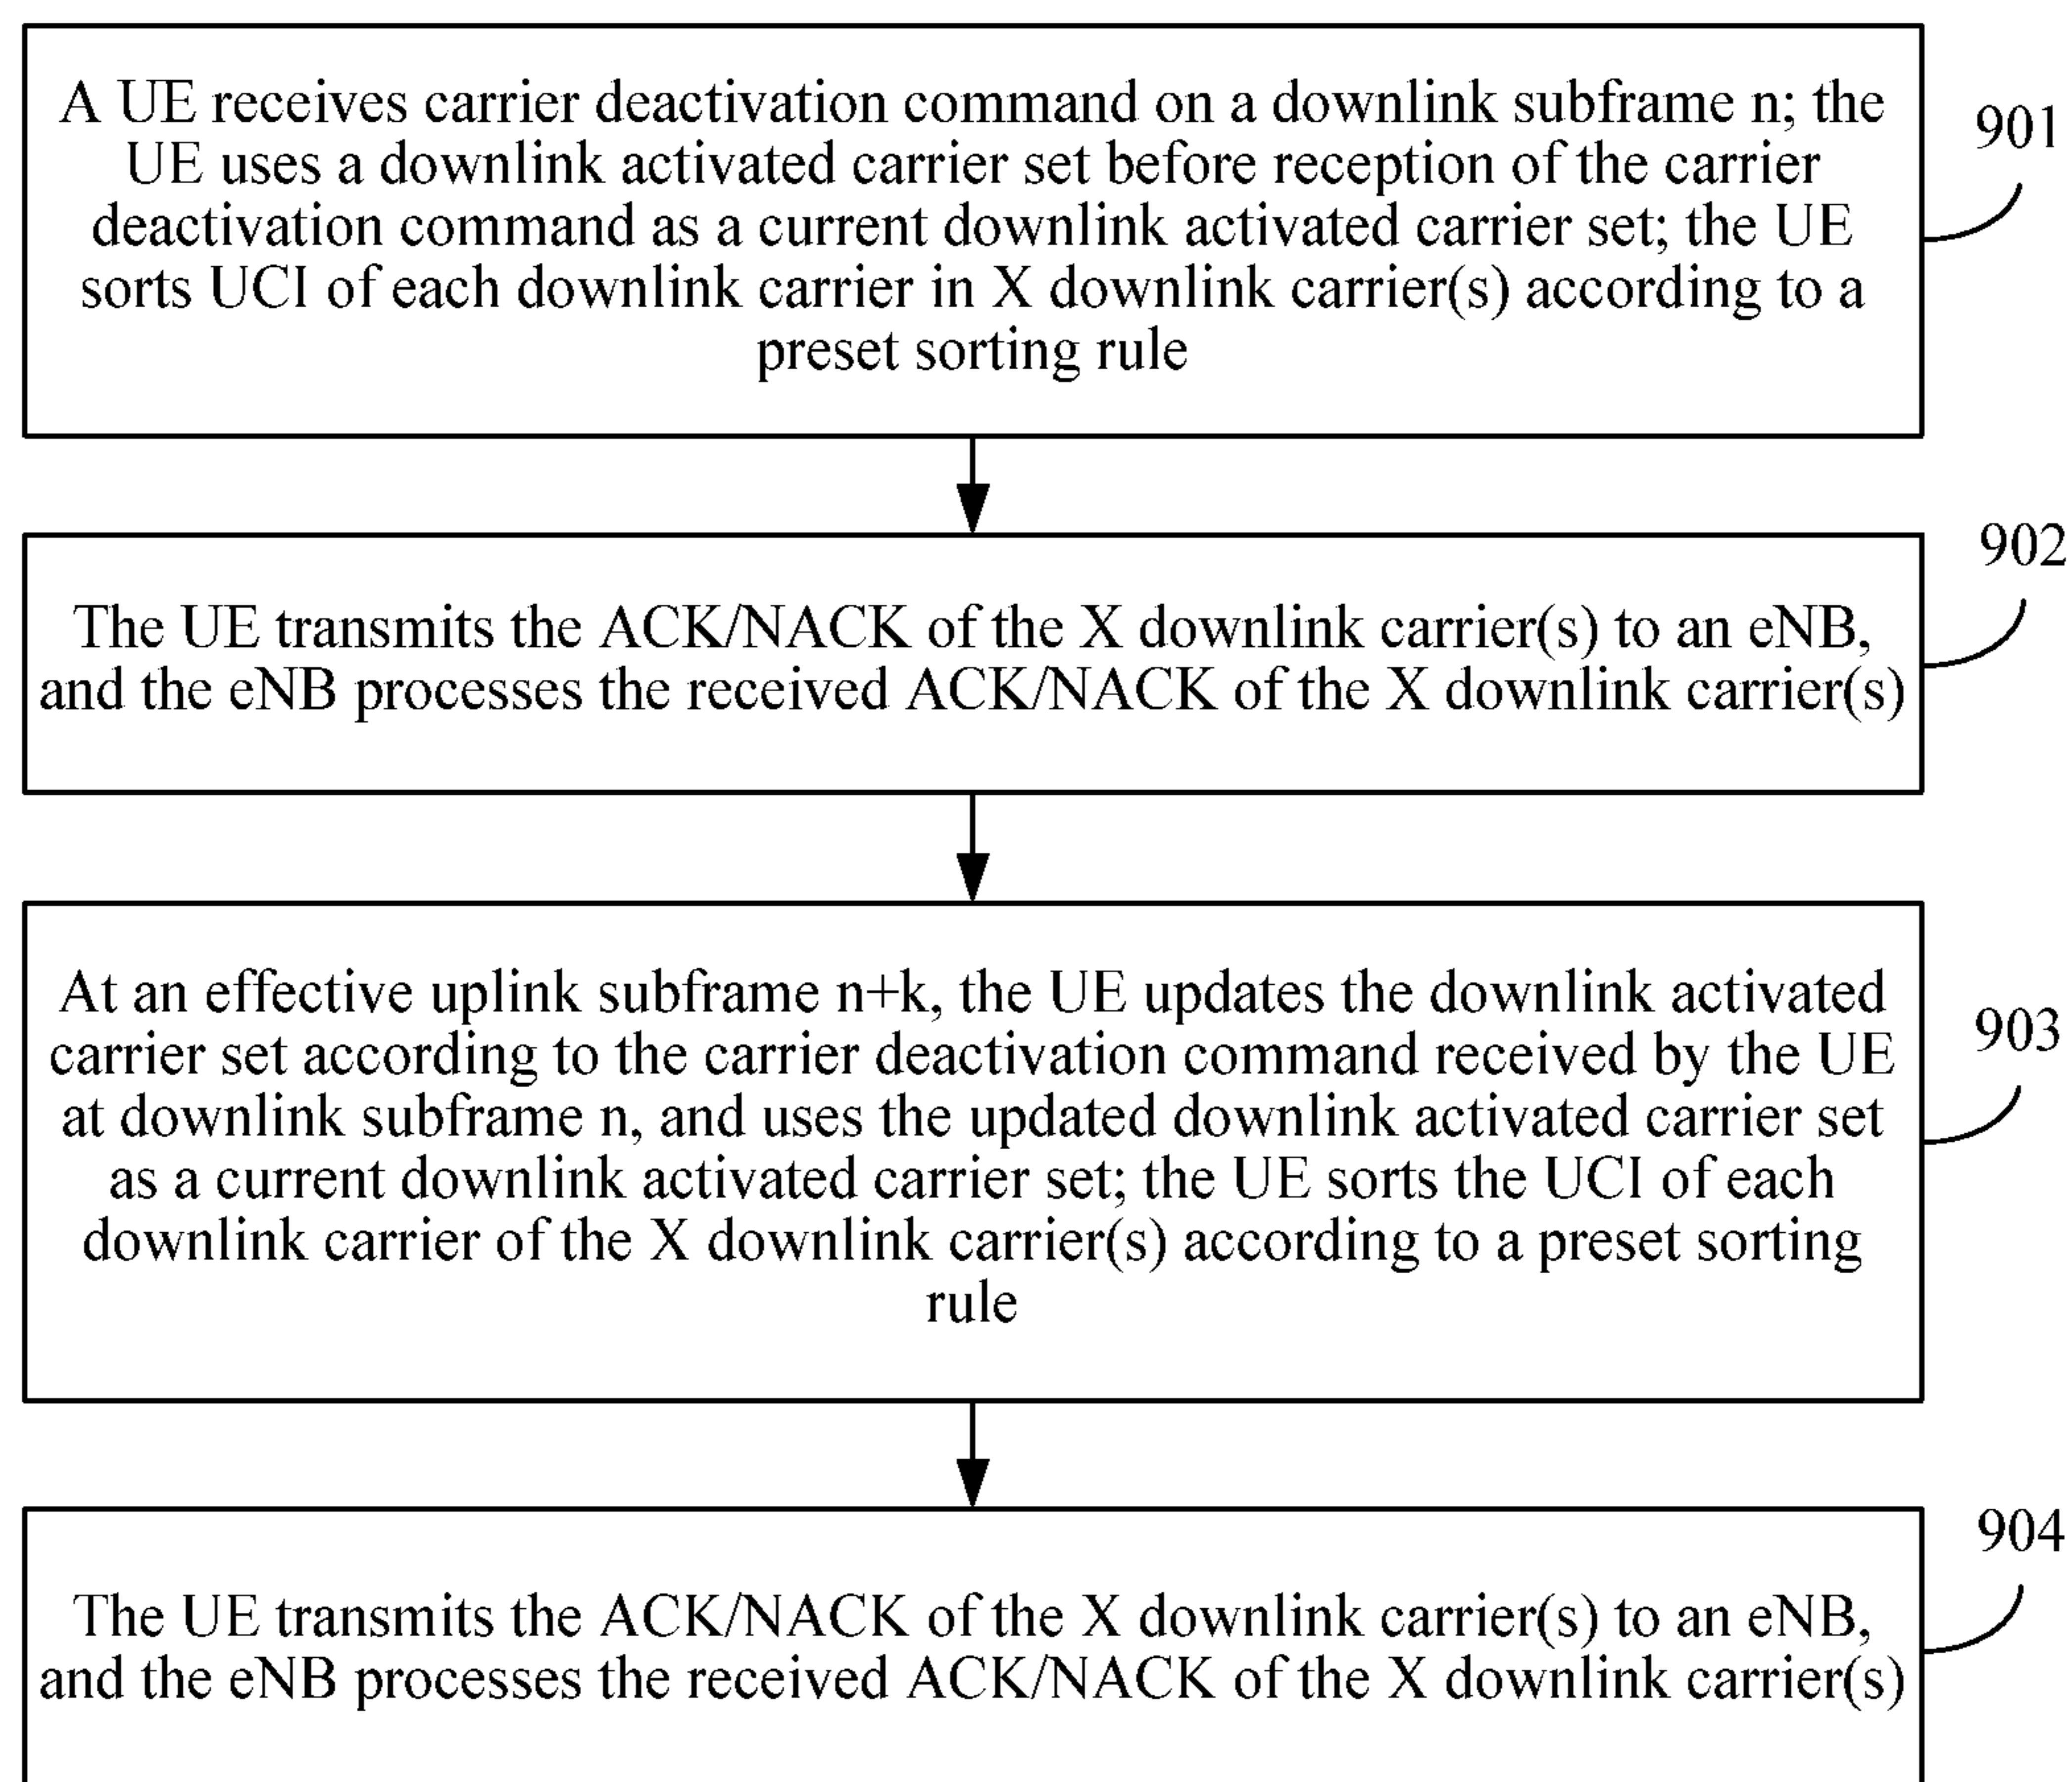 A UE receives carrier deactivation command on a downlink subframe n; the
UE uses a downlink activated carrier set before reception of the carrier
deactivation command as a current downlink activated carrier set; the UE
sorts UCI of each downlink carrier in X downlink carrier(s) according to a
preset sorting rule
901
The UE transmits the ACK/NACK of the X downlink carrier(s) to an eNB,
and the eNB processes the received ACK/NACK of the X downlink carrier(s)
902
At an effective uplink subframe n+k, the UE updates the downlink activated
carrier set according to the carrier deactivation command received by the UE
at downlink subframe n, and uses the updated downlink activated carrier set
as a current downlink activated carrier set; the UE sorts the UCI of each
downlink carrier of the X downlink carrier(s) according to a preset sorting
rule
903
The UE transmits the ACK/NACK of the X downlink carrier(s) to an eNB,
and the eNB processes the received ACK/NACK of the X downlink carrier(s)
904